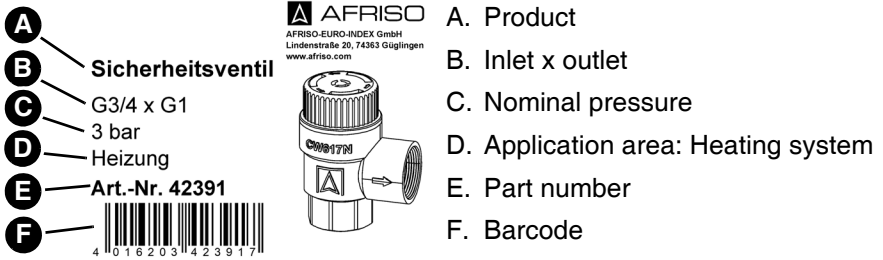 A
Sicherheitsventil
B
G3/4 x G1
C
3 bar
D
Heizung
E
Art.-Nr. 42391
F
4 016203 423917
AFRISO
AFRISO-EURO-INDEX GmbH
Lindenstraße 20, 74363 Güglingen
www.afriso.com
CW617N
A. Product
B. Inlet x outlet
C. Nominal pressure
D. Application area: Heating system
E. Part number
F. Barcode